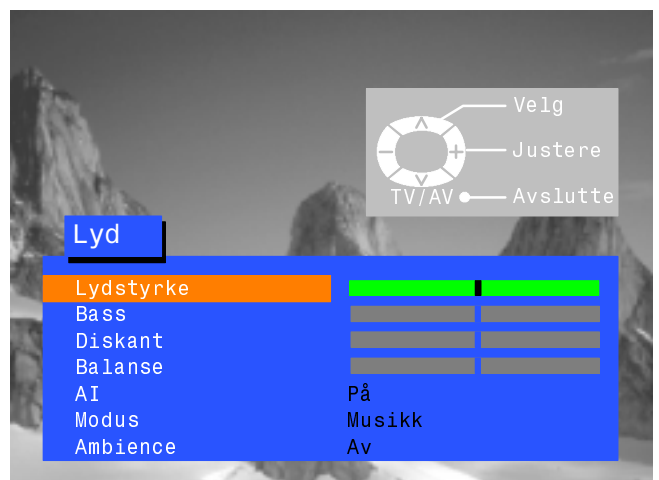 Velg
Justere
TV/AV Avslutte
Lyd
Lydstyrke
Bass
Diskant
Balanse
AI På
Modus Musikk
Ambience Av